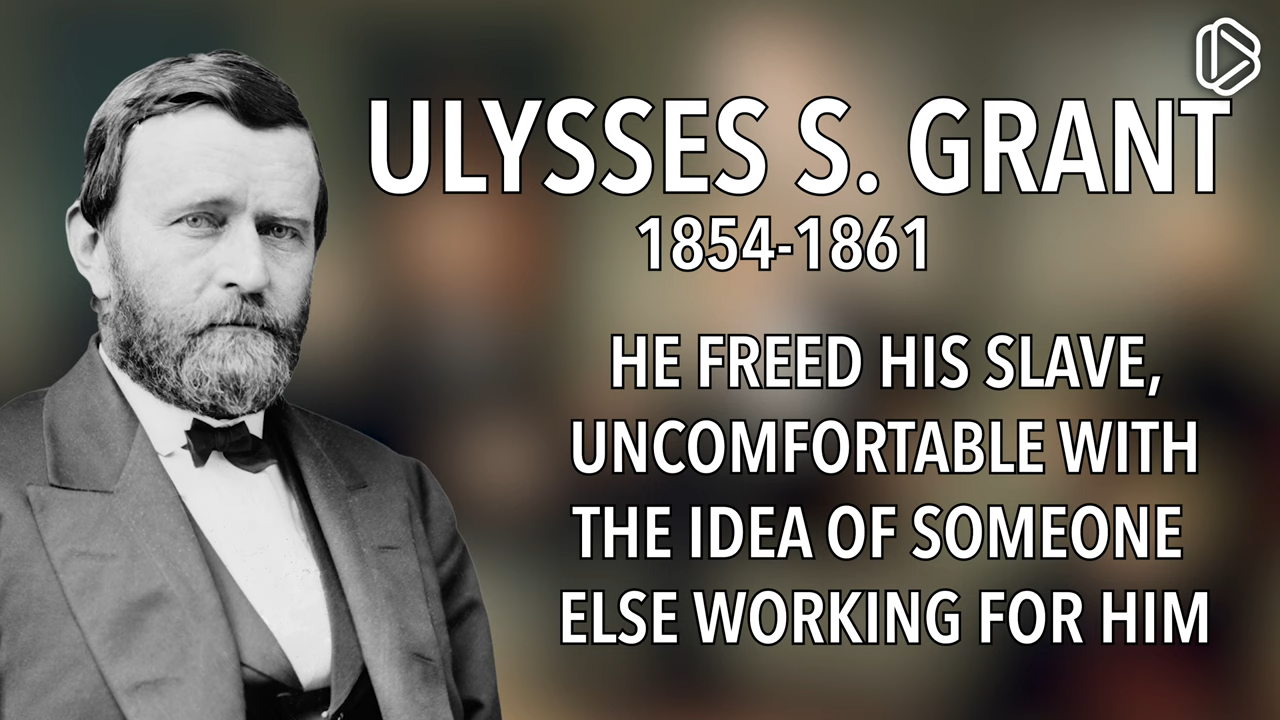 ULYSSES S. GRANT
1854-1861
HE FREED HIS SLAVE,
UNCOMFORTABLE WITH
THE IDEA OF SOMEONE
ELSE WORKING FOR HIM